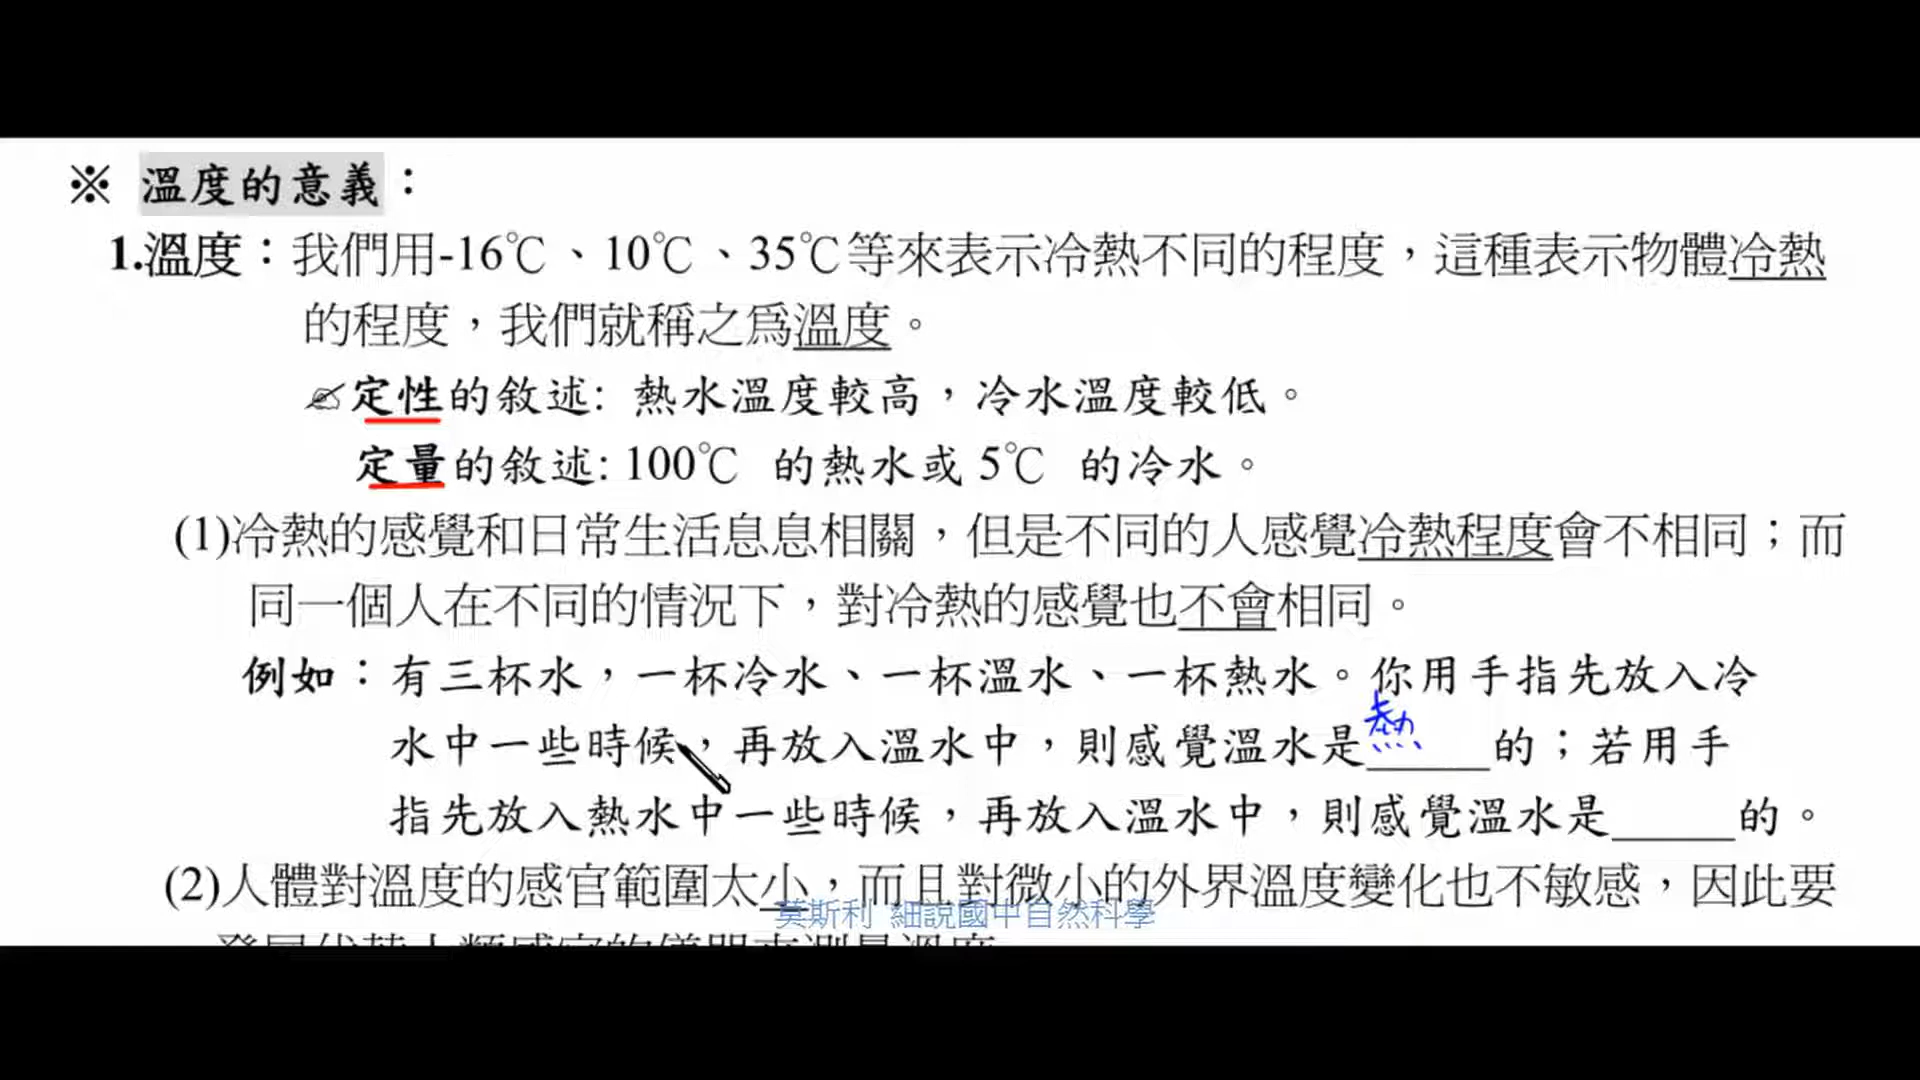 ※ 溫度的意義：
1.溫度：我們用-16℃、10℃、35℃等來表示冷熱不同的程度，這種表示物體冷熱
的程度，我們就稱之為溫度。
✍定性的敘述: 熱水溫度較高，冷水溫度較低。
定量的敘述: 100℃ 的熱水或 5℃ 的冷水。
(1)冷熱的感覺和日常生活息息相關，但是不同的人感覺冷熱程度會不相同；而
同一個人在不同的情況下，對冷熱的感覺也不會相同。
例如：有三杯水，一杯冷水、一杯溫水、一杯熱水。你用手指先放入冷
水中一些時候，再放入溫水中，則感覺溫水是熱的；若用手
指先放入熱水中一些時候，再放入溫水中，則感覺溫水是_____的。
(2)人體對溫度的感官範圍太小，而且對微小的外界溫度變化也不敏感，因此要
莫斯利 細說國中自然科學